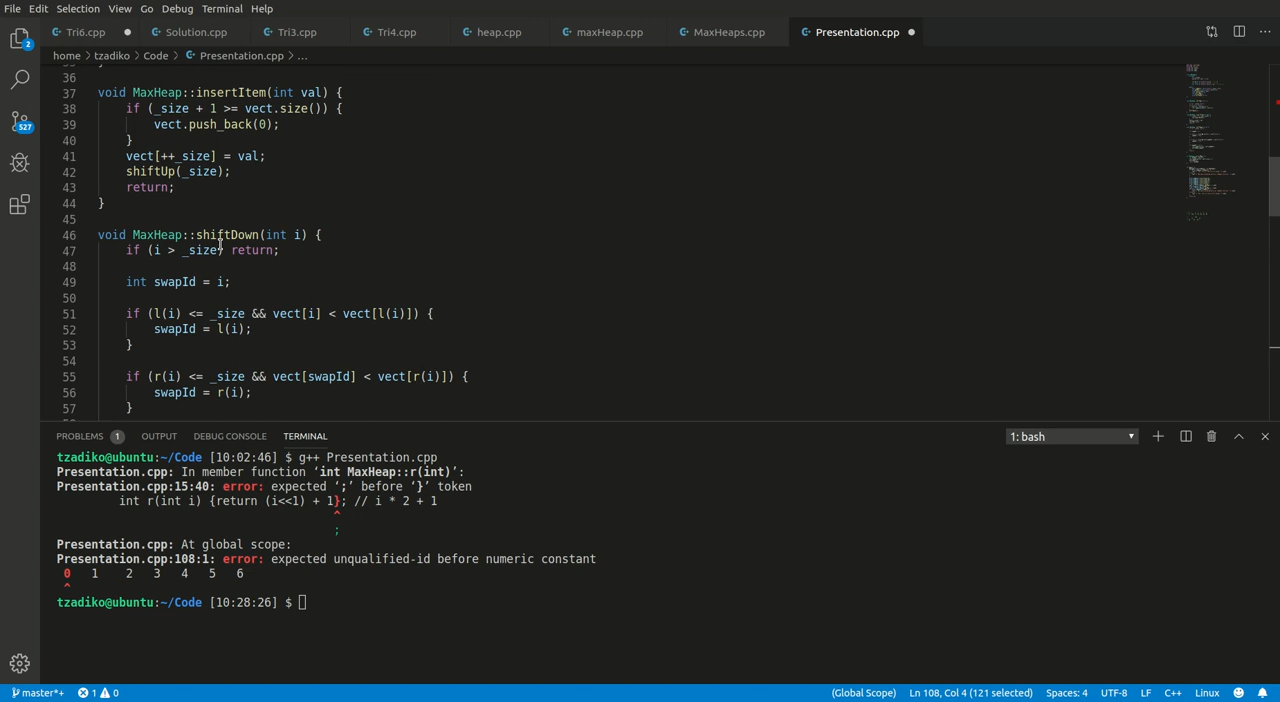 File Edit Selection View Go Debug Terminal Help
Tri6.cpp Solution.cpp Tri3.cpp Tri4.cpp heap.cpp maxHeap.cpp MaxHeaps.cpp Presentation.cpp
home › tzadiko › Code › Presentation.cpp › ...
36
37 void MaxHeap::insertItem(int val) {
38 if (_size + 1 >= vect.size()) {
39 vect.push_back(0);
40 }
41 vect[++_size] = val;
42 shiftUp(_size);
43 return;
44 }
45
46 void MaxHeap::shiftDown(int i) {
47 if (i > _size) return;
48
49 int swapId = i;
50
51 if (l(i) <= _size && vect[i] < vect[l(i)]) {
52 swapId = l(i);
53 }
54
55 if (r(i) <= _size && vect[swapId] < vect[r(i)]) {
56 swapId = r(i);
57 }
2
527
PROBLEMS 1 OUTPUT DEBUG CONSOLE TERMINAL 1: bash
tzadiko@ubuntu:~/Code [10:02:46] $ g++ Presentation.cpp
Presentation.cpp: In member function ‘int MaxHeap::r(int)’:
Presentation.cpp:15:40: error: expected ‘;’ before ‘}’ token
int r(int i) {return (i<<1) + 1}; // i * 2 + 1
^
;
Presentation.cpp: At global scope:
Presentation.cpp:108:1: error: expected unqualified-id before numeric constant
0 1 2 3 4 5 6
^
tzadiko@ubuntu:~/Code [10:28:26] $
master*+ 1 0 (Global Scope) Ln 108, Col 4 (121 selected) Spaces: 4 UTF-8 LF C++ Linux